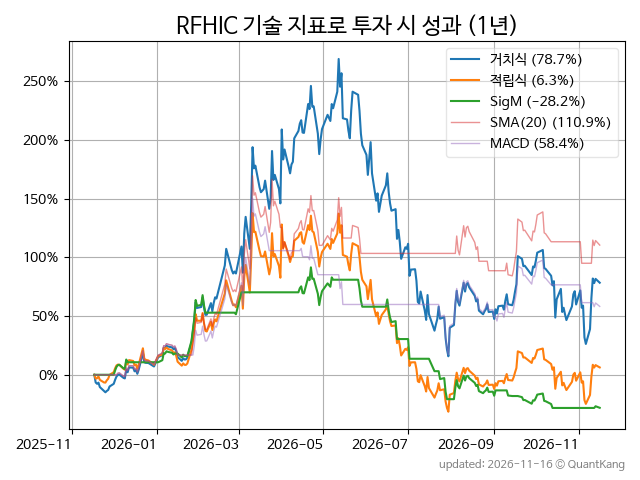 RFHIC 기술 지표로 투자 시 성과 (1년)
거치식 (78.7%)
적립식 (6.3%)
SigM (−28.2%)
SMA(20) (110.9%)
MACD (58.4%)
250%
200%
150%
100%
50%
0%
2025-11 2026-01 2026-03 2026-05 2026-07 2026-09 2026-11
updated: 2026-11-16 © QuantKang